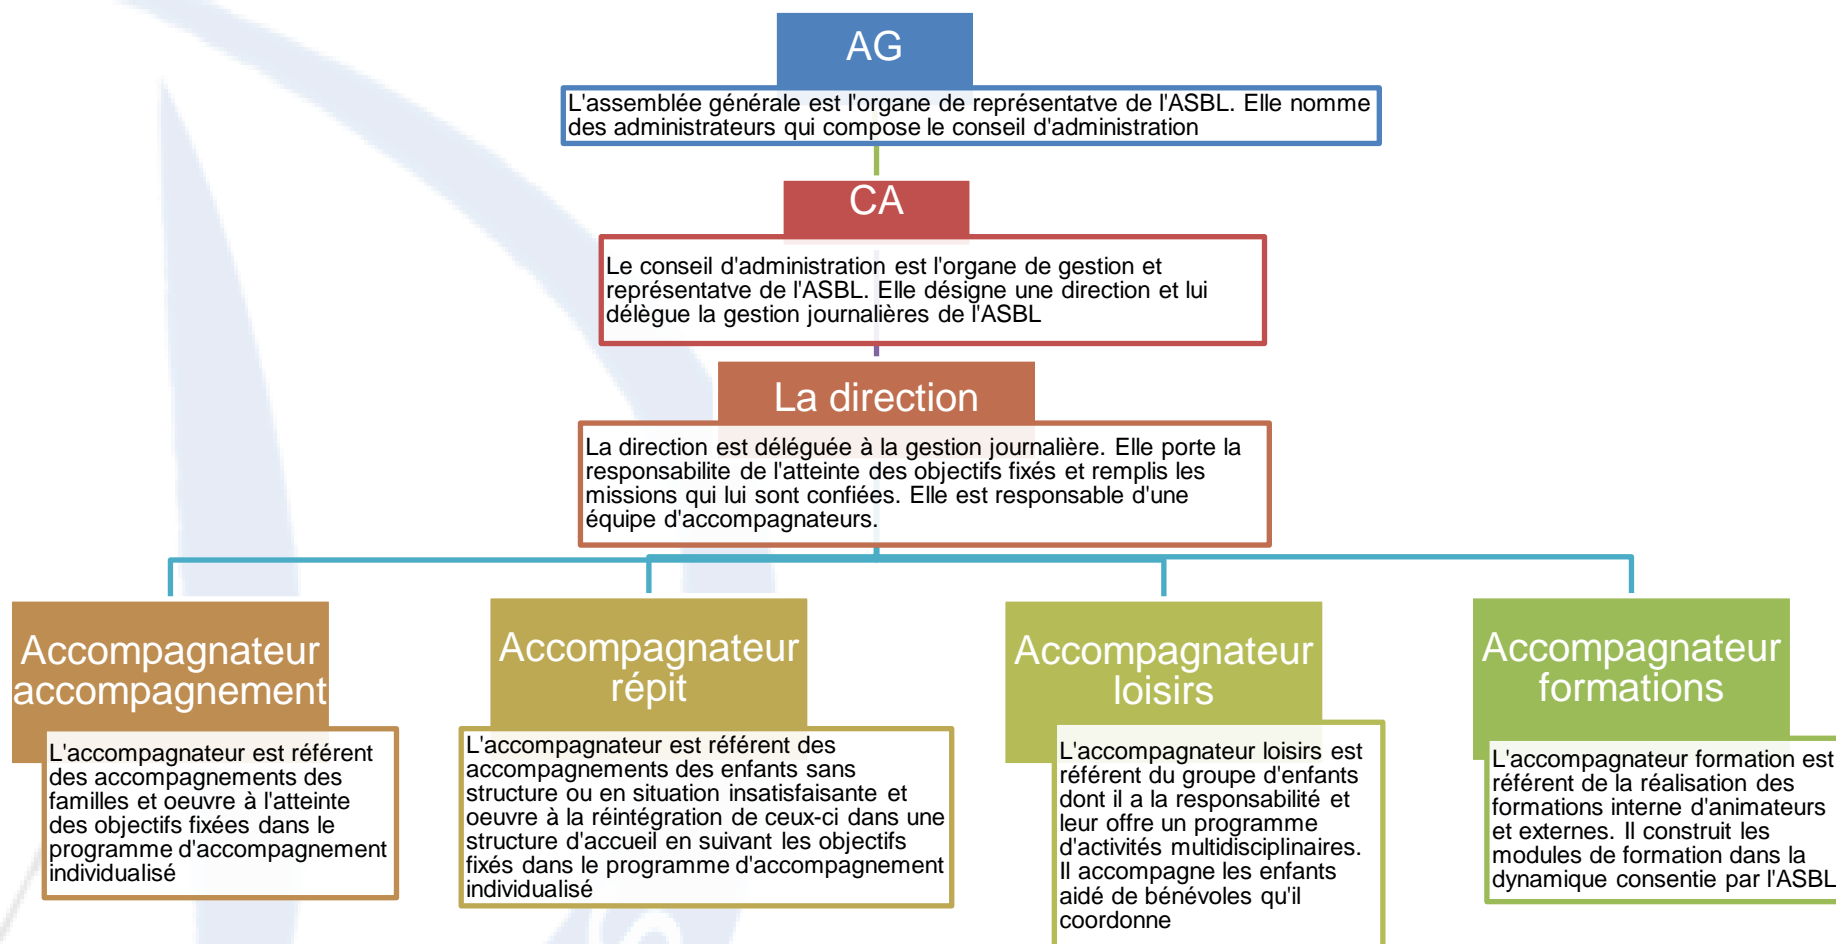 AG
L'assemblée générale est l'organe de représentatve de l'ASBL. Elle nomme
des administrateurs qui compose le conseil d'administration
CA
Le conseil d'administration est l'organe de gestion et
représentatve de l'ASBL. Elle désigne une direction et lui
délègue la gestion journalières de l'ASBL
La direction
La direction est déléguée à la gestion journalière. Elle porte la
responsabilite de l'atteinte des objectifs fixés et remplis les
missions qui lui sont confiées. Elle est responsable d'une
équipe d'accompagnateurs.
Accompagnateur
accompagnement
L'accompagnateur est référent
des accompagnements des
familles et oeuvre à l'atteinte
des objectifs fixées dans le
programme d'accompagnement
individualisé
Accompagnateur
répit
L'accompagnateur est référent des
accompagnements des enfants sans
structure ou en situation insatisfaisante et
oeuvre à la réintégration de ceux-ci dans une
structure d'accueil en suivant les objectifs
fixés dans le programme d'accompagnement
individualisé
Accompagnateur
loisirs
L'accompagnateur loisirs est
référent du groupe d'enfants
dont il a la responsabilité et
leur offre un programme
d'activités multidisciplinaires.
Il accompagne les enfants
aidé de bénévoles qu'il
coordonne
Accompagnateur
formations
L'accompagnateur formation est
référent de la réalisation des
formations interne d'animateurs
et externes. Il construit les
modules de formation dans la
dynamique consentie par l'ASBL